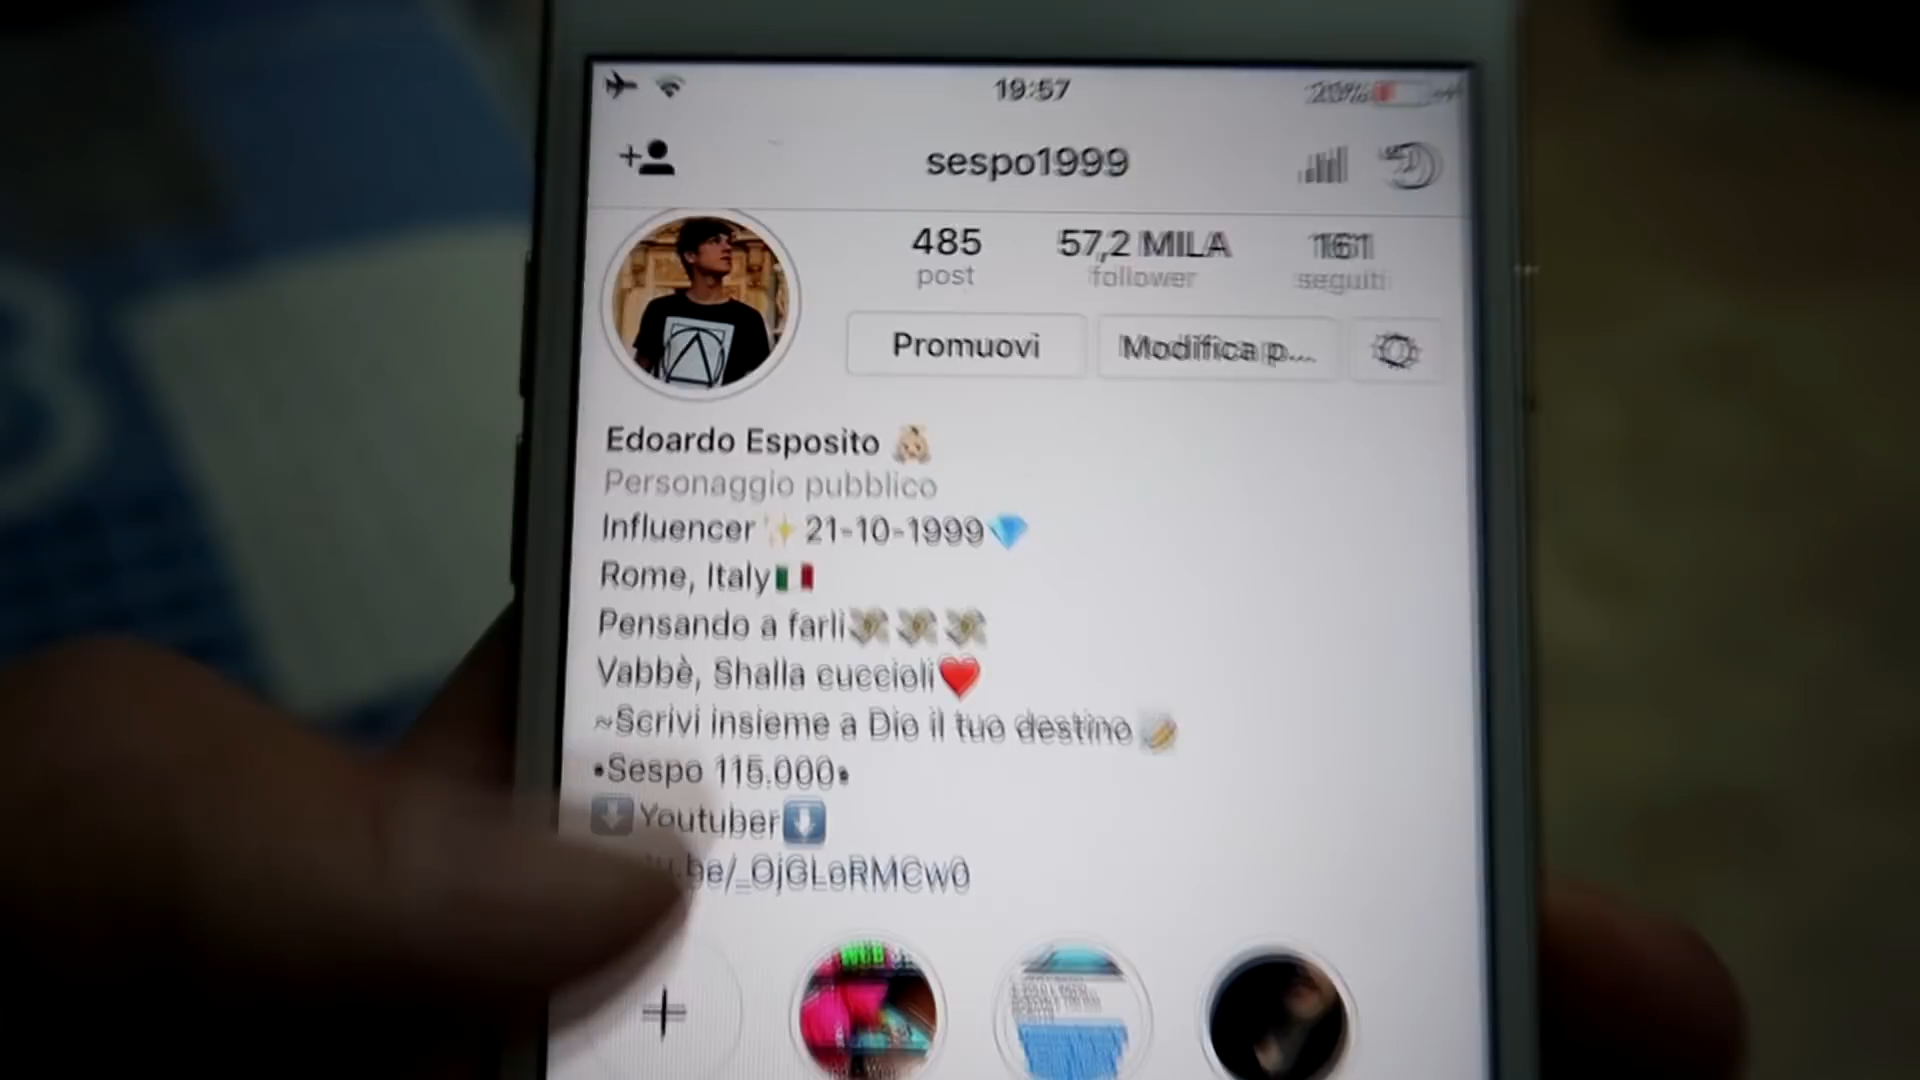 19:57
sespo1999
485 57,2 MILA 161
post follower seguiti
Promuovi Modifica p...
Edoardo Esposito
Personaggio pubblico
Influencer✨21-10-1999💎
Rome, Italy🇮🇹
Pensando a farli💸💸💸
Vabbè, Shalla cuccioli❤️
~Scrivi insieme a Dio il tuo destino
•Sespo 115.000•
⬇️Youtuber⬇️
.be/_OjGLoRMCw0